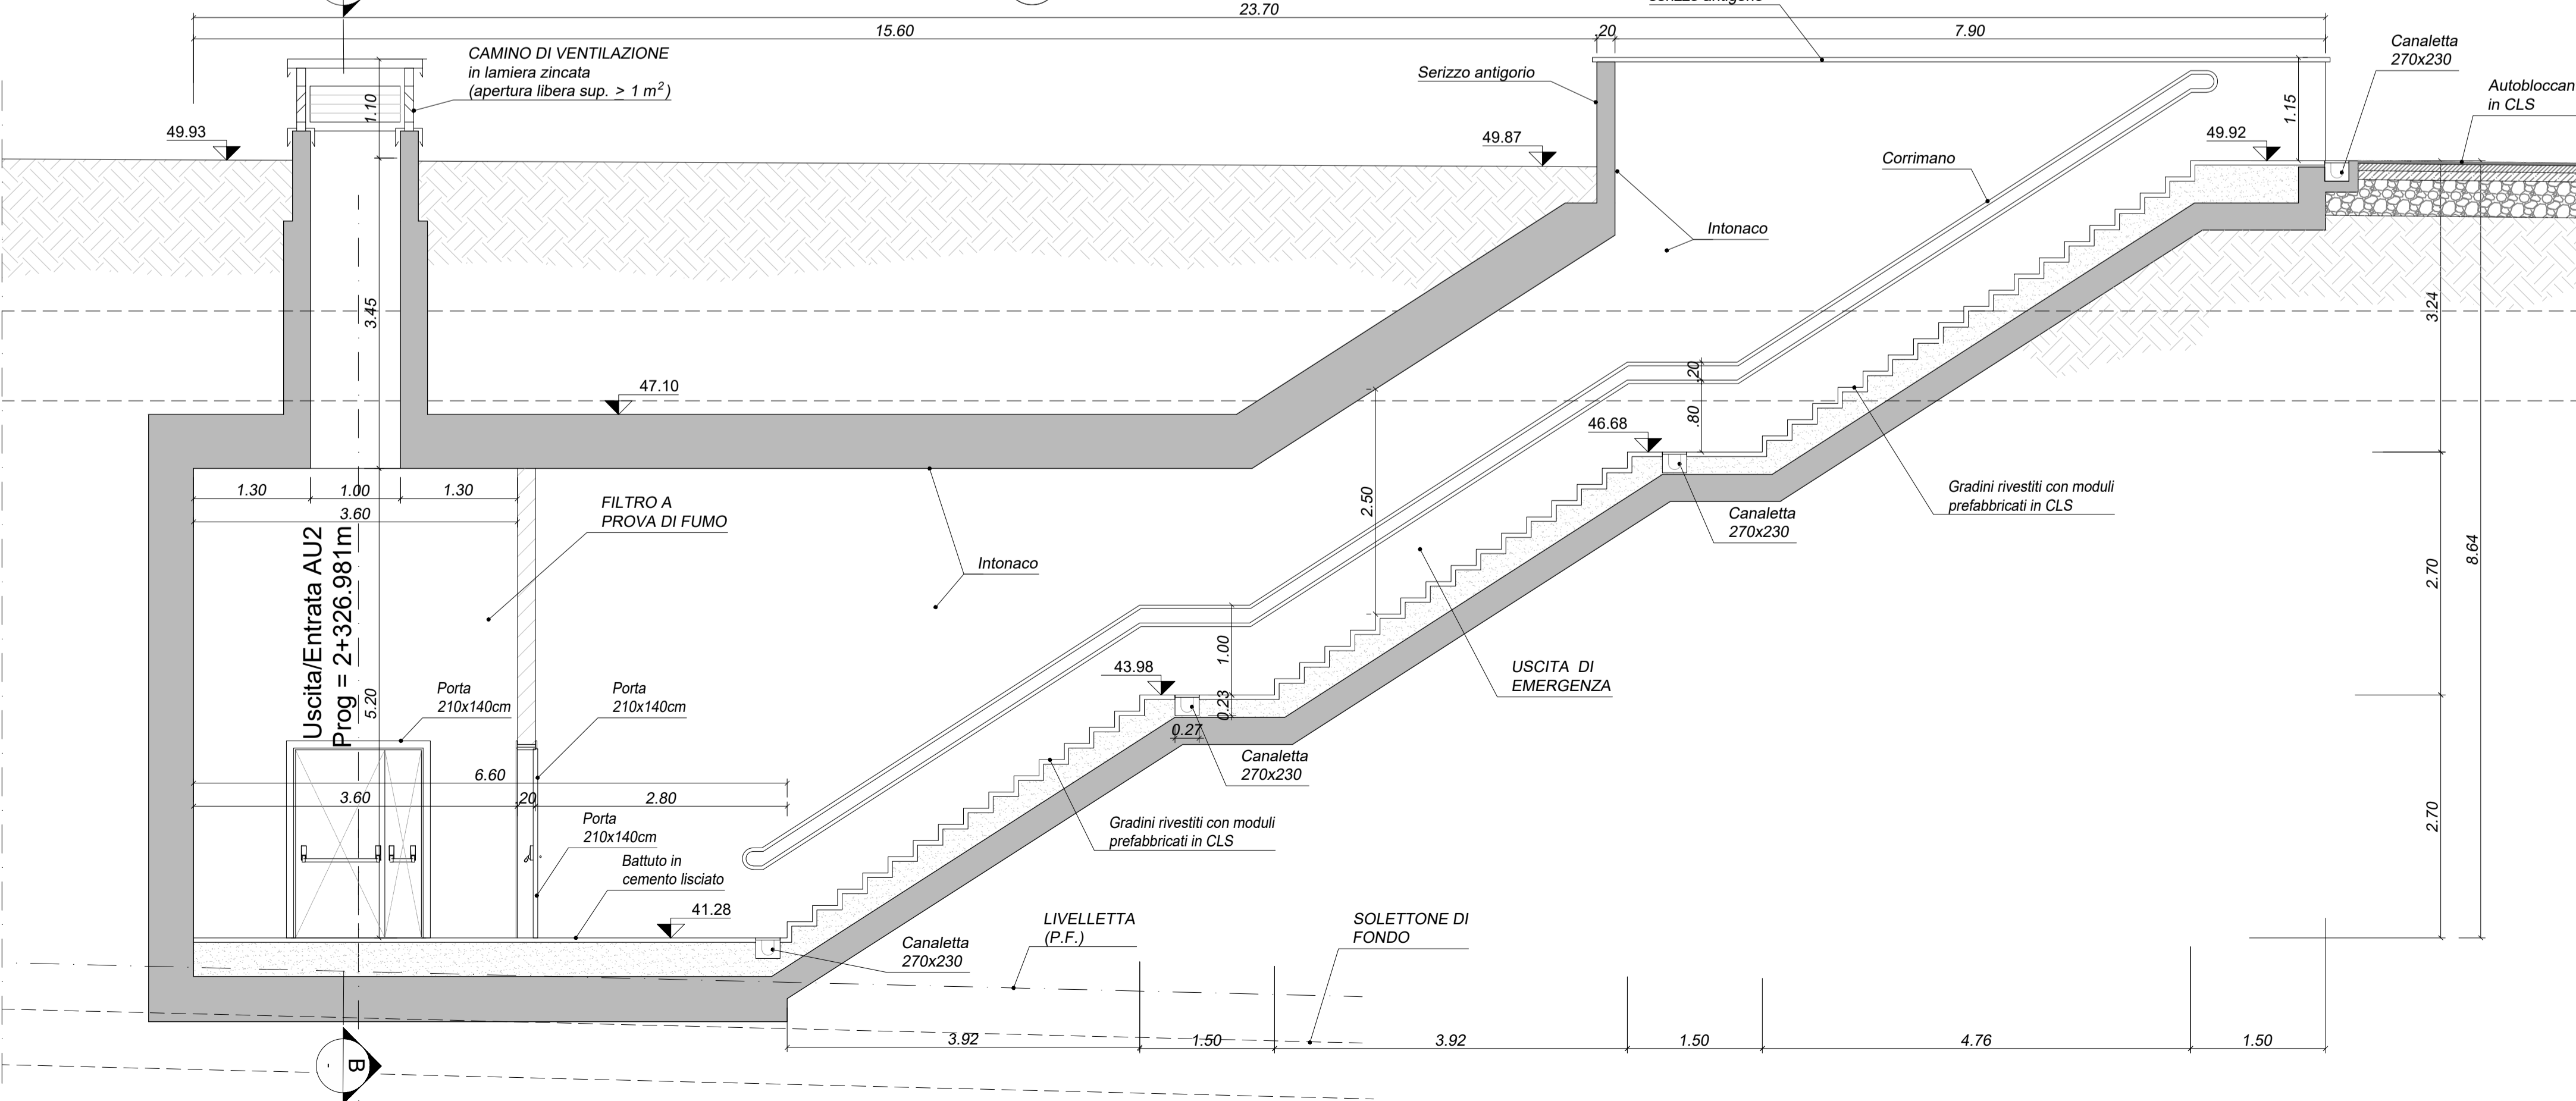 23.70
15.60
.20
7.90
CAMINO DI VENTILAZIONE
in lamiera zincata
(apertura libera sup. > 1 m²)
Serizzo antigorio
Canaletta
270x230
Autobloccan
in CLS
1.10
1.15
49.93
49.87
49.92
Corrimano
Intonaco
3.45
3.24
47.10
.20
.80
46.68
1.30
1.00
1.30
3.60
FILTRO A
PROVA DI FUMO
2.50
Gradini rivestiti con moduli
prefabbricati in CLS
Canaletta
270x230
Uscita/Entrata AU2
Prog = 2+326.981m
Intonaco
8.64
2.70
1.00
43.98
USCITA DI
EMERGENZA
5.20
Porta
210x140cm
Porta
210x140cm
0.23
0.27
Canaletta
270x230
6.60
3.60
.20
2.80
Porta
210x140cm
Gradini rivestiti con moduli
prefabbricati in CLS
2.70
Battuto in
cemento lisciato
41.28
Canaletta
270x230
LIVELLETTA
(P.F.)
SOLETTONE DI
FONDO
3.92
1.50
3.92
1.50
4.76
1.50
B
-